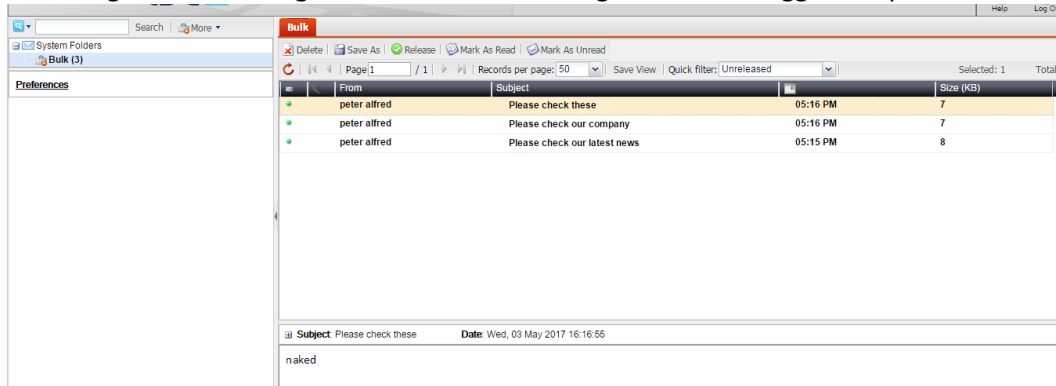 Help Log O
Search More
Bulk
System Folders
Bulk (3)
Delete Save As Release Mark As Read Mark As Unread
Page 1 / 1 Records per page: 50 Save View Quick filter: Unreleased Selected: 1 Total
Preferences
From Subject Size (KB)
peter alfred Please check these 05:16 PM 7
peter alfred Please check our company 05:16 PM 7
peter alfred Please check our latest news 05:15 PM 8
Subject: Please check these Date: Wed, 03 May 2017 16:16:55
naked